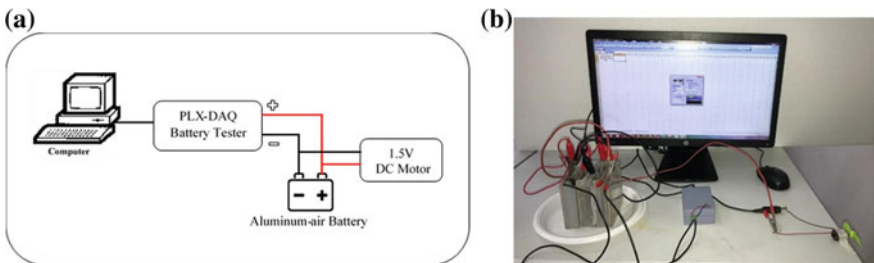 (a)
(b)
PLX-DAQ
Battery Tester
+
−
Computer
1.5V
DC Motor
− +
Aluminum-air Battery